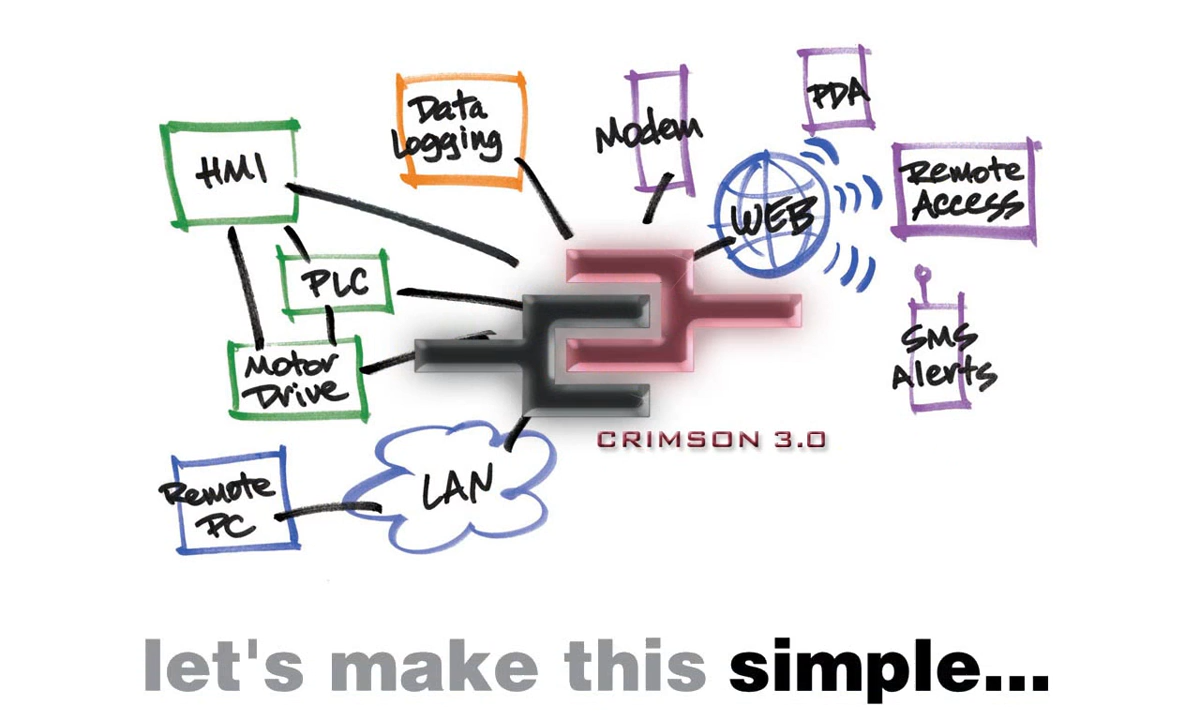 PDA
Data
Logging
Modem
HMI
Remote
Access
WEB
PLC
SMS
Alerts
Motor
Drive
CRIMSON 3.0
LAN
Remote
PC
let's make this simple...